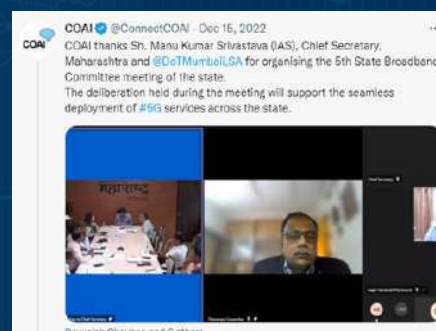 COAI @ConnectCOAI · Dec 15, 2022
COAI
COAI thanks Sh. Manu Kumar Srivastava (IAS), Chief Secretary,
Maharashtra and @DoTMumbaiLSA for organising the 5th State Broadband
Committee meeting of the state.
The deliberation held during the meeting will support the seamless
deployment of #5G services across the state.
महाराष्ट्र
Chief Secretary